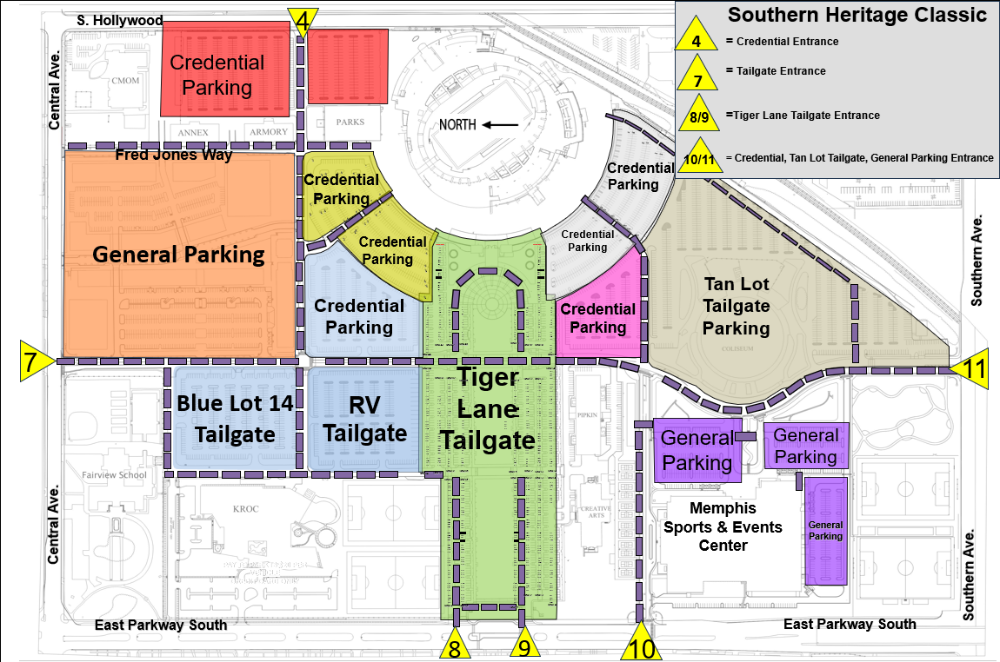 S. Hollywood
4
Southern Heritage Classic
4
= Credential Entrance
7
= Tailgate Entrance
8/9
=Tiger Lane Tailgate Entrance
10/11
= Credential, Tan Lot Tailgate, General Parking Entrance
Central Ave.
CMOM
Credential
Parking
ANNEX
ARMORY
PARKS
NORTH
Fred Jones Way
Credential
Parking
Credential
Parking
Credential
Parking
Credential
Parking
General Parking
Credential
Parking
Credential
Parking
Tan Lot
Tailgate
Parking
COLISEUM
Southern Ave.
7
11
Blue Lot 14
Tailgate
RV
Tailgate
Tiger
Lane
Tailgate
PIPKIN
General
Parking
General
Parking
Fairview School
KROC
CREATIVE
ARTS
Memphis
Sports & Events
Center
General
Parking
Central Ave.
Southern Ave.
East Parkway South
East Parkway South
8
9
10